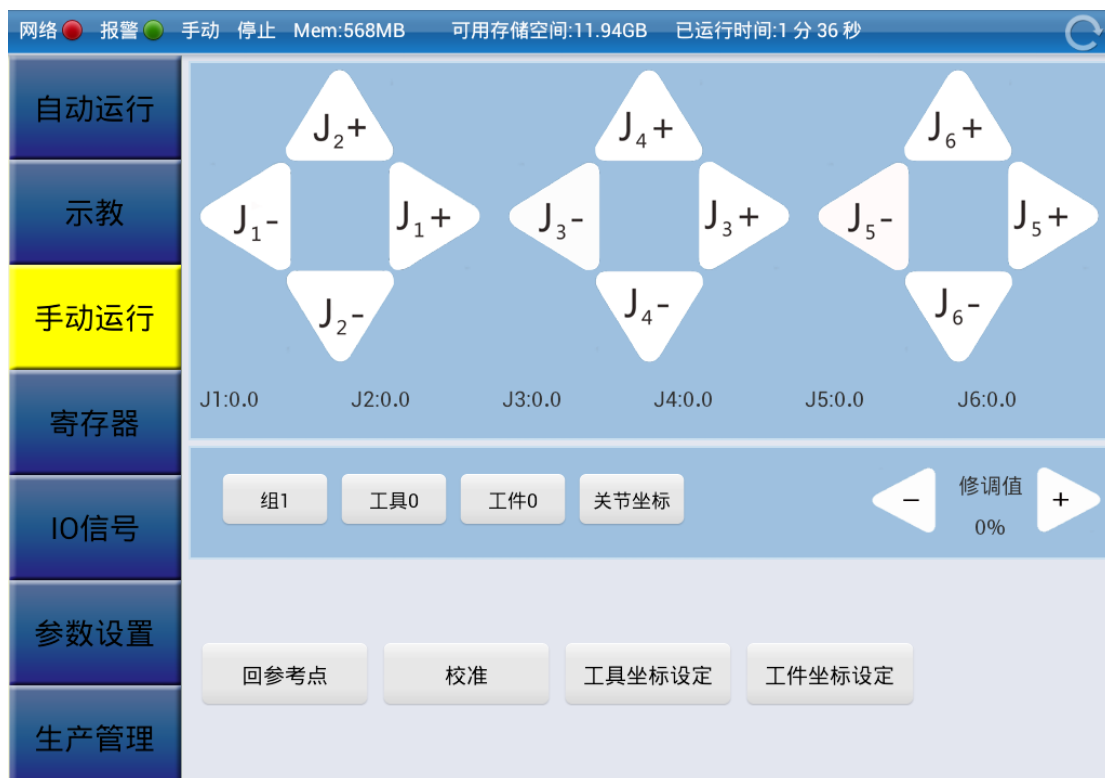 网络 报警 手动 停止 Mem:568MB 可用存储空间:11.94GB 已运行时间:1 分 36 秒
自动运行
示教
手动运行
寄存器
IO信号
参数设置
生产管理
J2+ J4+ J6+
J1- J1+ J3- J3+ J5- J5+
J2- J4- J6-
J1:0.0 J2:0.0 J3:0.0 J4:0.0 J5:0.0 J6:0.0
组1 工具0 工件0 关节坐标 - 修调值 +
0%
回参考点 校准 工具坐标设定 工件坐标设定